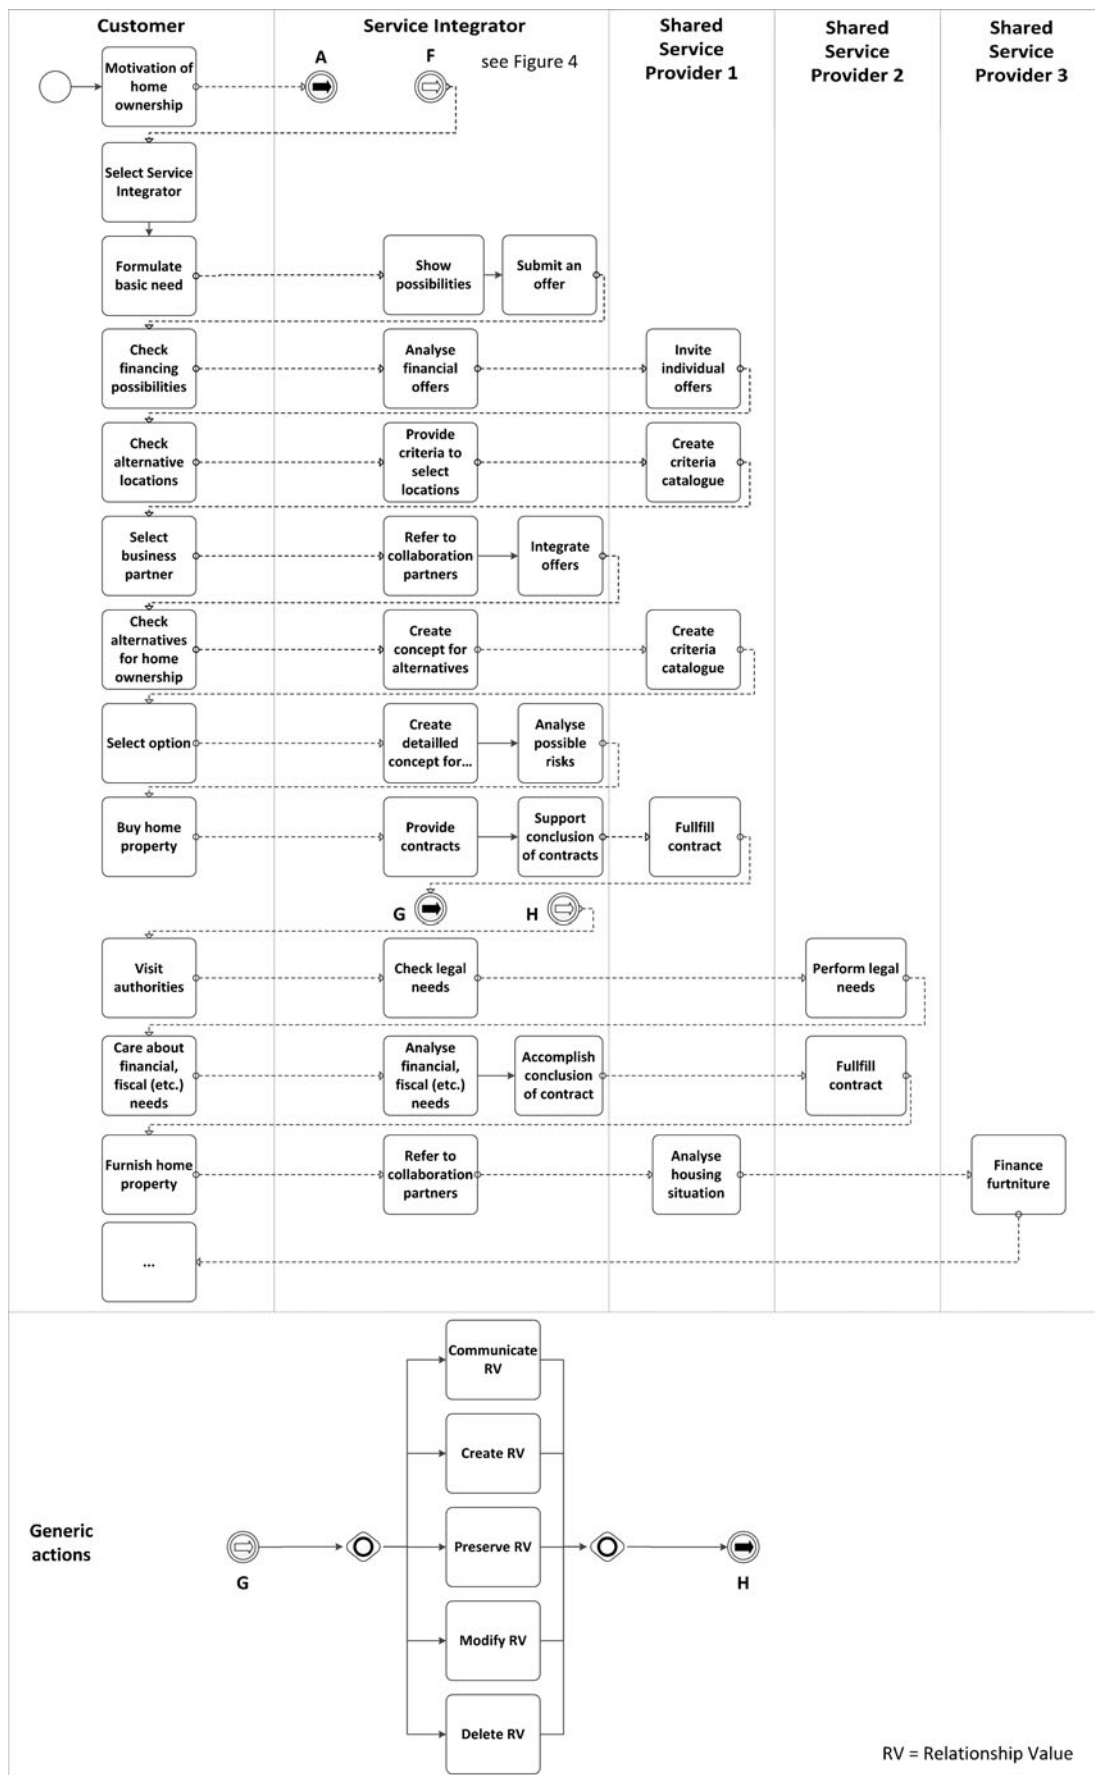 Customer
Service Integrator
Shared
Service
Provider 1
Shared
Service
Provider 2
Shared
Service
Provider 3
Motivation of
home
ownership
A
F
see Figure 4
Select Service
Integrator
Formulate
basic need
Show
possibilities
Submit an
offer
Check
financing
possibilities
Analyse
financial
offers
Invite
individual
offers
Check
alternative
locations
Provide
criteria to
select
locations
Create
criteria
catalogue
Select
business
partner
Refer to
collaboration
partners
Integrate
offers
Check
alternatives
for home
ownership
Create
concept for
alternatives
Create
criteria
catalogue
Select option
Create
detailled
concept for...
Analyse
possible
risks
Buy home
property
Provide
contracts
Support
conclusion
of contracts
Fullfill
contract
G
H
Visit
authorities
Check legal
needs
Perform legal
needs
Care about
financial,
fiscal (etc.)
needs
Analyse
financial,
fiscal (etc.)
needs
Accomplish
conclusion
of contract
Fullfill
contract
Furnish home
property
Refer to
collaboration
partners
Analyse
housing
situation
Finance
furtniture
...
Communicate
RV
Create RV
Generic
actions
G
Preserve RV
H
Modify RV
Delete RV
RV = Relationship Value